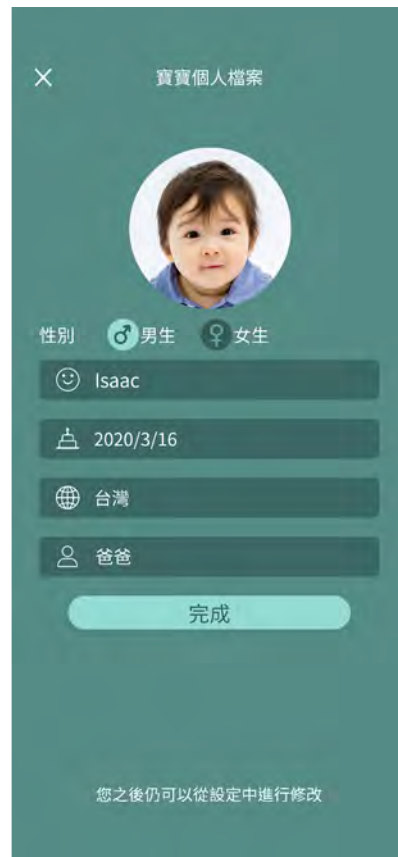 寶寶個人檔案
性別 男生 女生
Isaac
2020/3/16
台灣
爸爸
完成
您之後仍可以從設定中進行修改